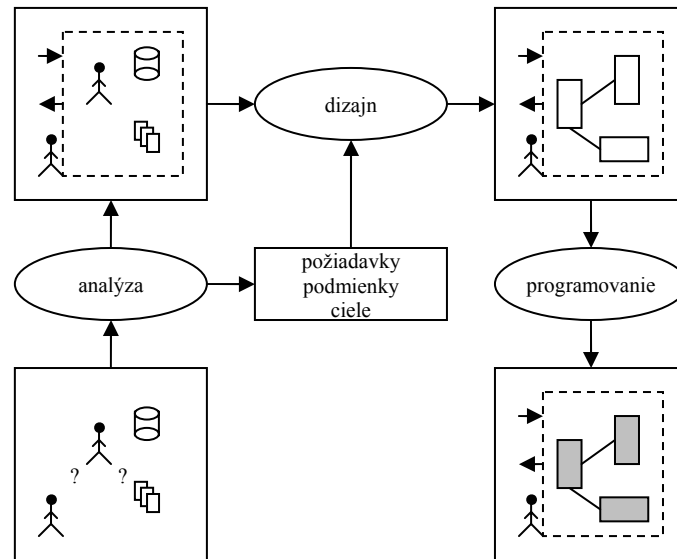 dizajn
analýza
požiadavky
podmienky
ciele
programovanie
? ?